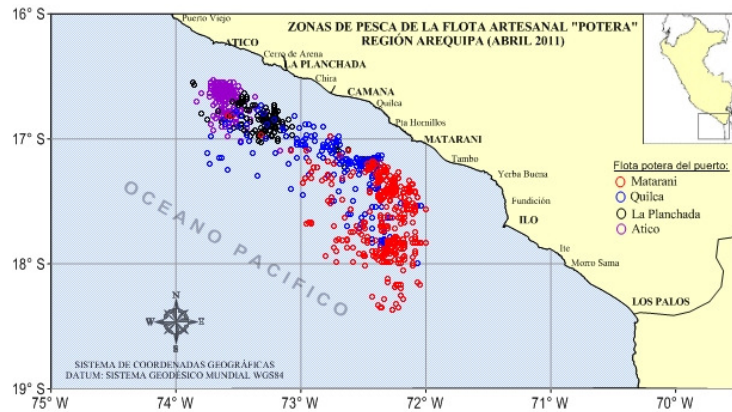 16° S
17° S
18° S
19° S
ZONAS DE PESCA DE LA FLOTA ARTESANAL "POTERA"
REGIÓN AREQUIPA (ABRIL 2011)
Puerto Viejo
ATICO
Cerro de Arena
LA PLANCHADA
Chira
CAMANA
Quilca
Pta Hornillos
MATARANI
Tambo
Yerba Buena
Fundición
ILO
Ite
Morro Sama
LOS PALOS
Flota potera del puerto:
Matarani
Quilca
La Planchada
Atico
OCEANO PACIFICO
N
W
E
S
SISTEMA DE COORDENADAS GEOGRÁFICAS
DATUM: SISTEMA GEODÉSICO MUNDIAL WGS84
75° W
74° W
73° W
72° W
71° W
70° W